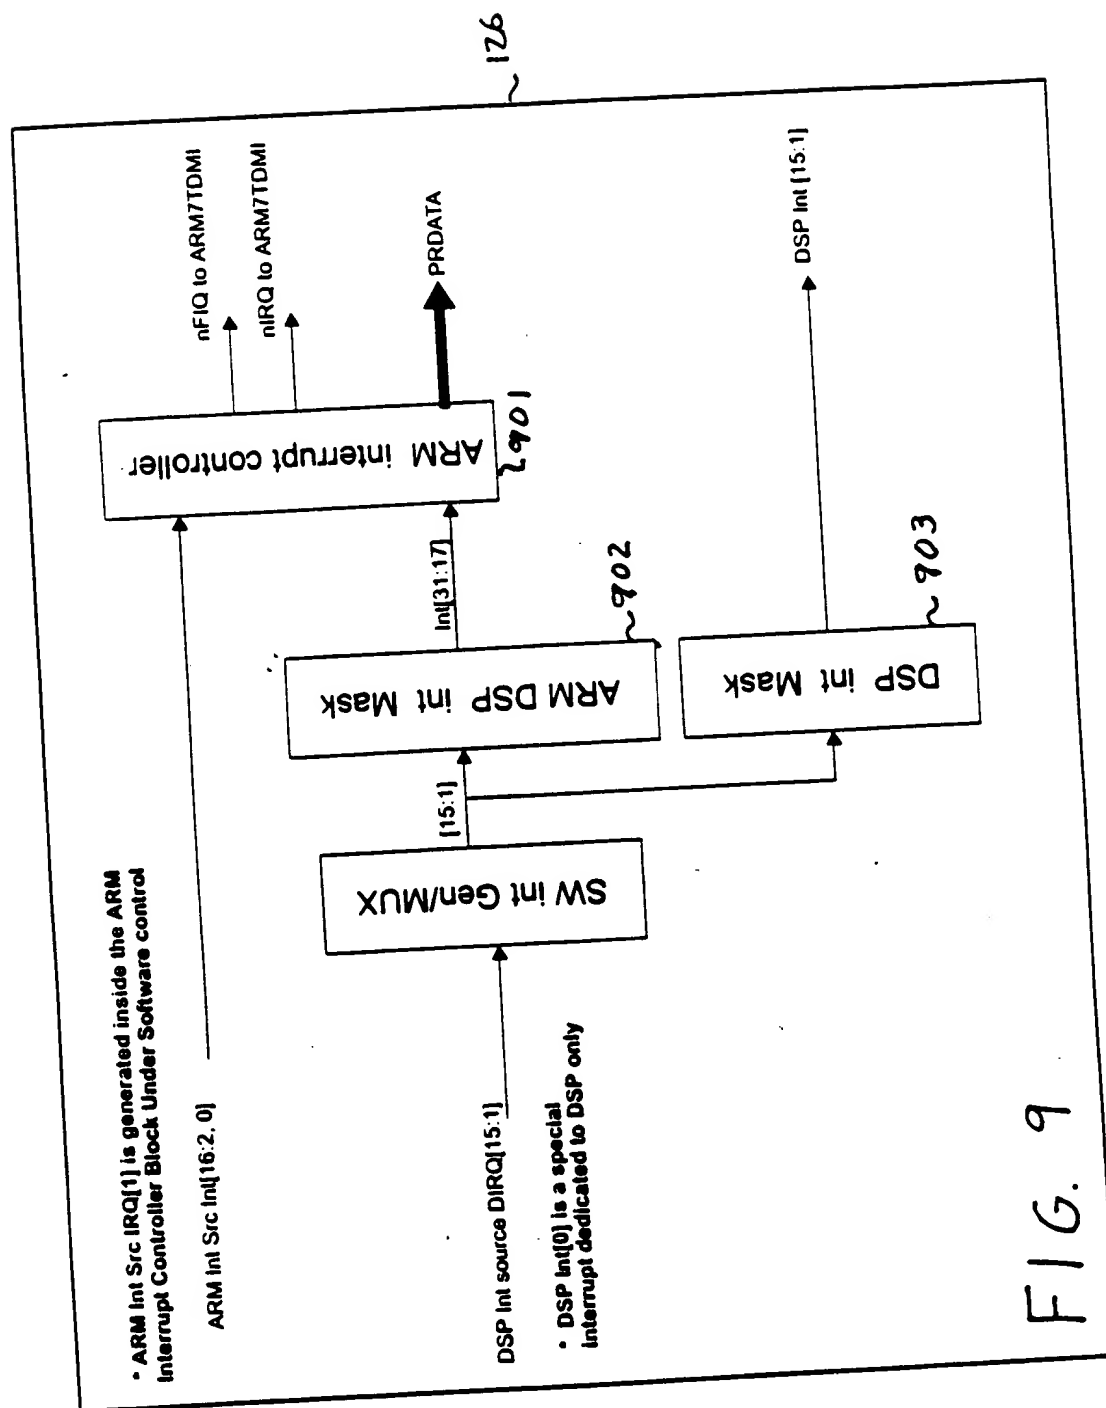 126
nFIQ to ARM7TDMI
nIRQ to ARM7TDMI
PRDATA
DSP Int [15:1]
ARM interrupt controller
901
Int[31:17]
ARM DSP int Mask
902
DSP int Mask
903
[15:1]
SW int Gen/MUX
* ARM Int Src IRQ[1] is generated inside the ARM
Interrupt Controller Block Under Software control
ARM Int Src Int[16:2, 0]
DSP Int source DIRQ[15:1]
* DSP Int[0] is a special
interrupt dedicated to DSP only
FIG. 9